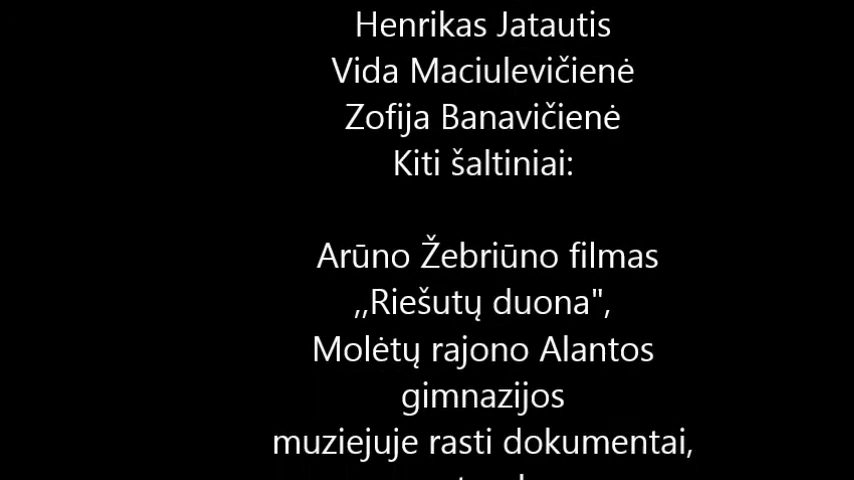 Henrikas Jatautis
Vida Maciulevičienė
Zofija Banavičienė
Kiti šaltiniai:
Arūno Žebriūno filmas
,,Riešutų duona",
Molėtų rajono Alantos
gimnazijos
muziejuje rasti dokumentai,